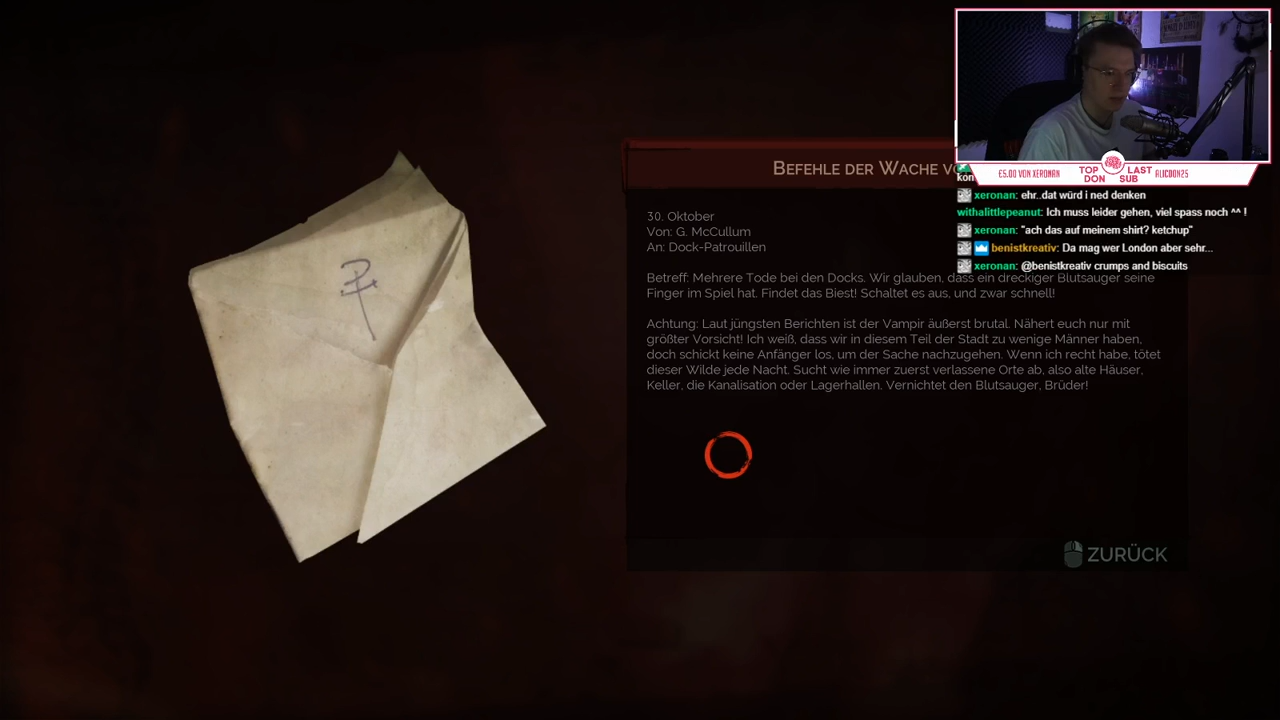 BEFEHLE DER WACHE
30. Oktober
Von: G. McCullum
An: Dock-Patrouillen
Betreff: Mehrere Tode bei den Docks. Wir glauben, dass ein dreckiger Blutsauger seine
Finger im Spiel hat. Findet das Biest! Schaltet es aus, und zwar schnell!
Achtung: Laut jüngsten Berichten ist der Vampir äußerst brutal. Nähert euch nur mit
größter Vorsicht! Ich weiß, dass wir in diesem Teil der Stadt zu wenige Männer haben,
doch schickt keine Anfänger los, um der Sache nachzugehen. Wenn ich recht habe, tötet
dieser Wilde jede Nacht. Sucht wie immer zuerst verlassene Orte ab, also alte Häuser,
Keller, die Kanalisation oder Lagerhallen. Vernichtet den Blutsauger, Brüder!
ZURÜCK
£5.00 VON XERONAN
TOP DON
LAST SUB
ALICOON25
xeronan: ehr..dat würd i ned denken
withalittlepeanut: Ich muss leider gehen, viel spass noch ^^ !
xeronan: "ach das auf meinem shirt? ketchup"
benistkreativ: Da mag wer London aber sehr...
xeronan: @benistkreativ crumps and biscuits